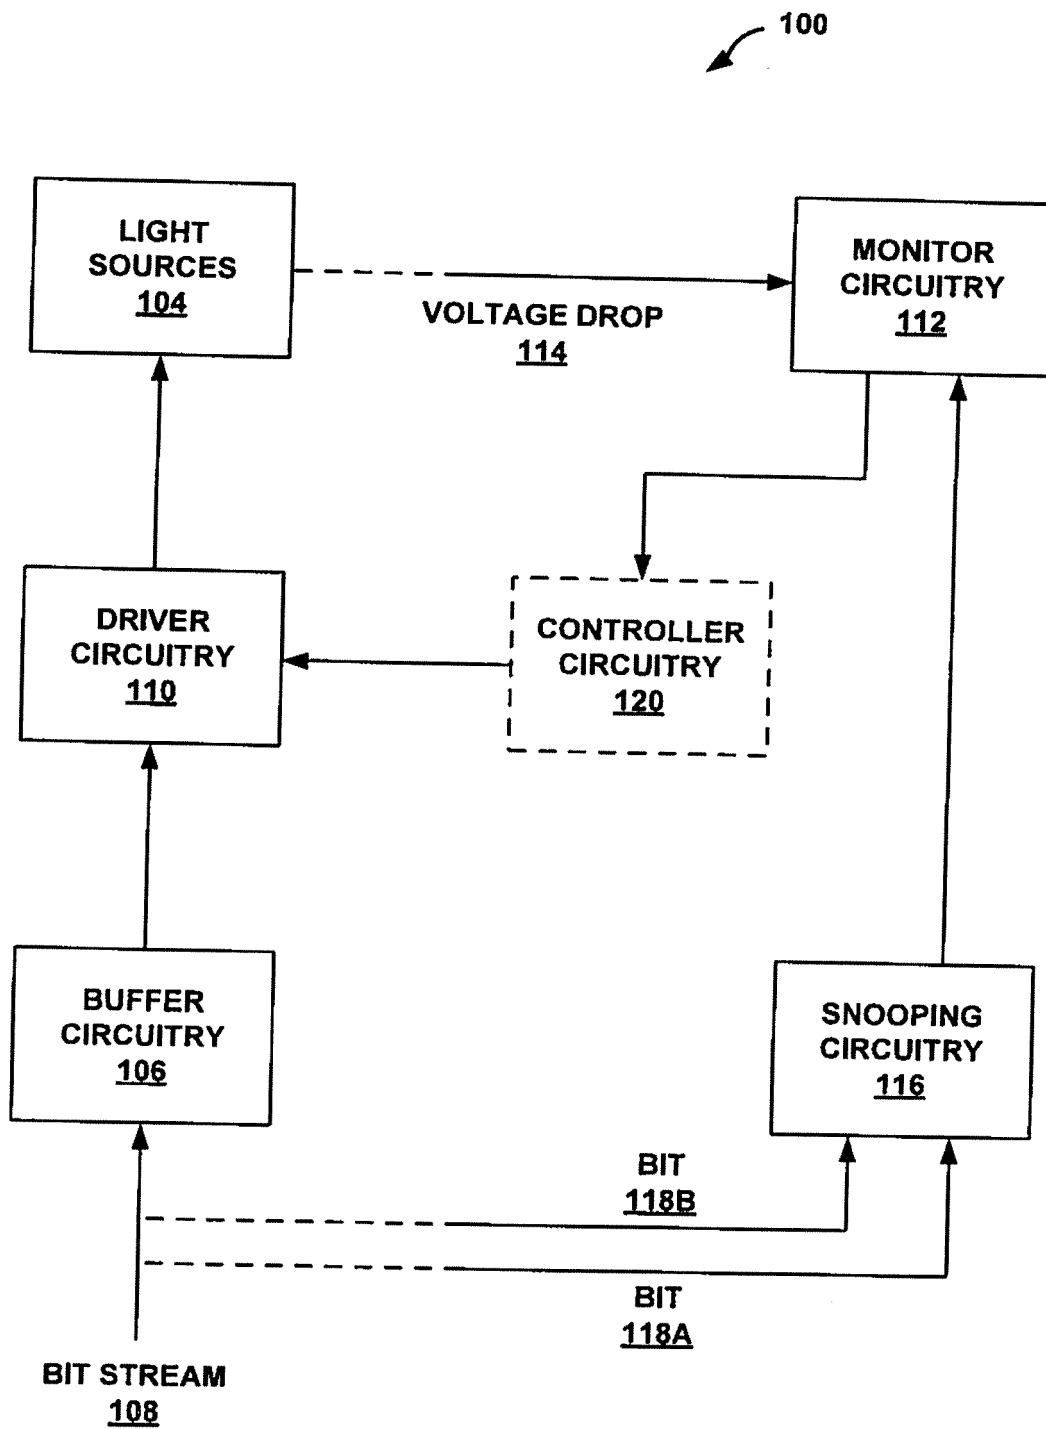 100
LIGHT
SOURCES
104
MONITOR
CIRCUITRY
112
VOLTAGE DROP
114
DRIVER
CIRCUITRY
110
CONTROLLER
CIRCUITRY
120
BUFFER
CIRCUITRY
106
SNOOPING
CIRCUITRY
116
BIT
118B
BIT
118A
BIT STREAM
108